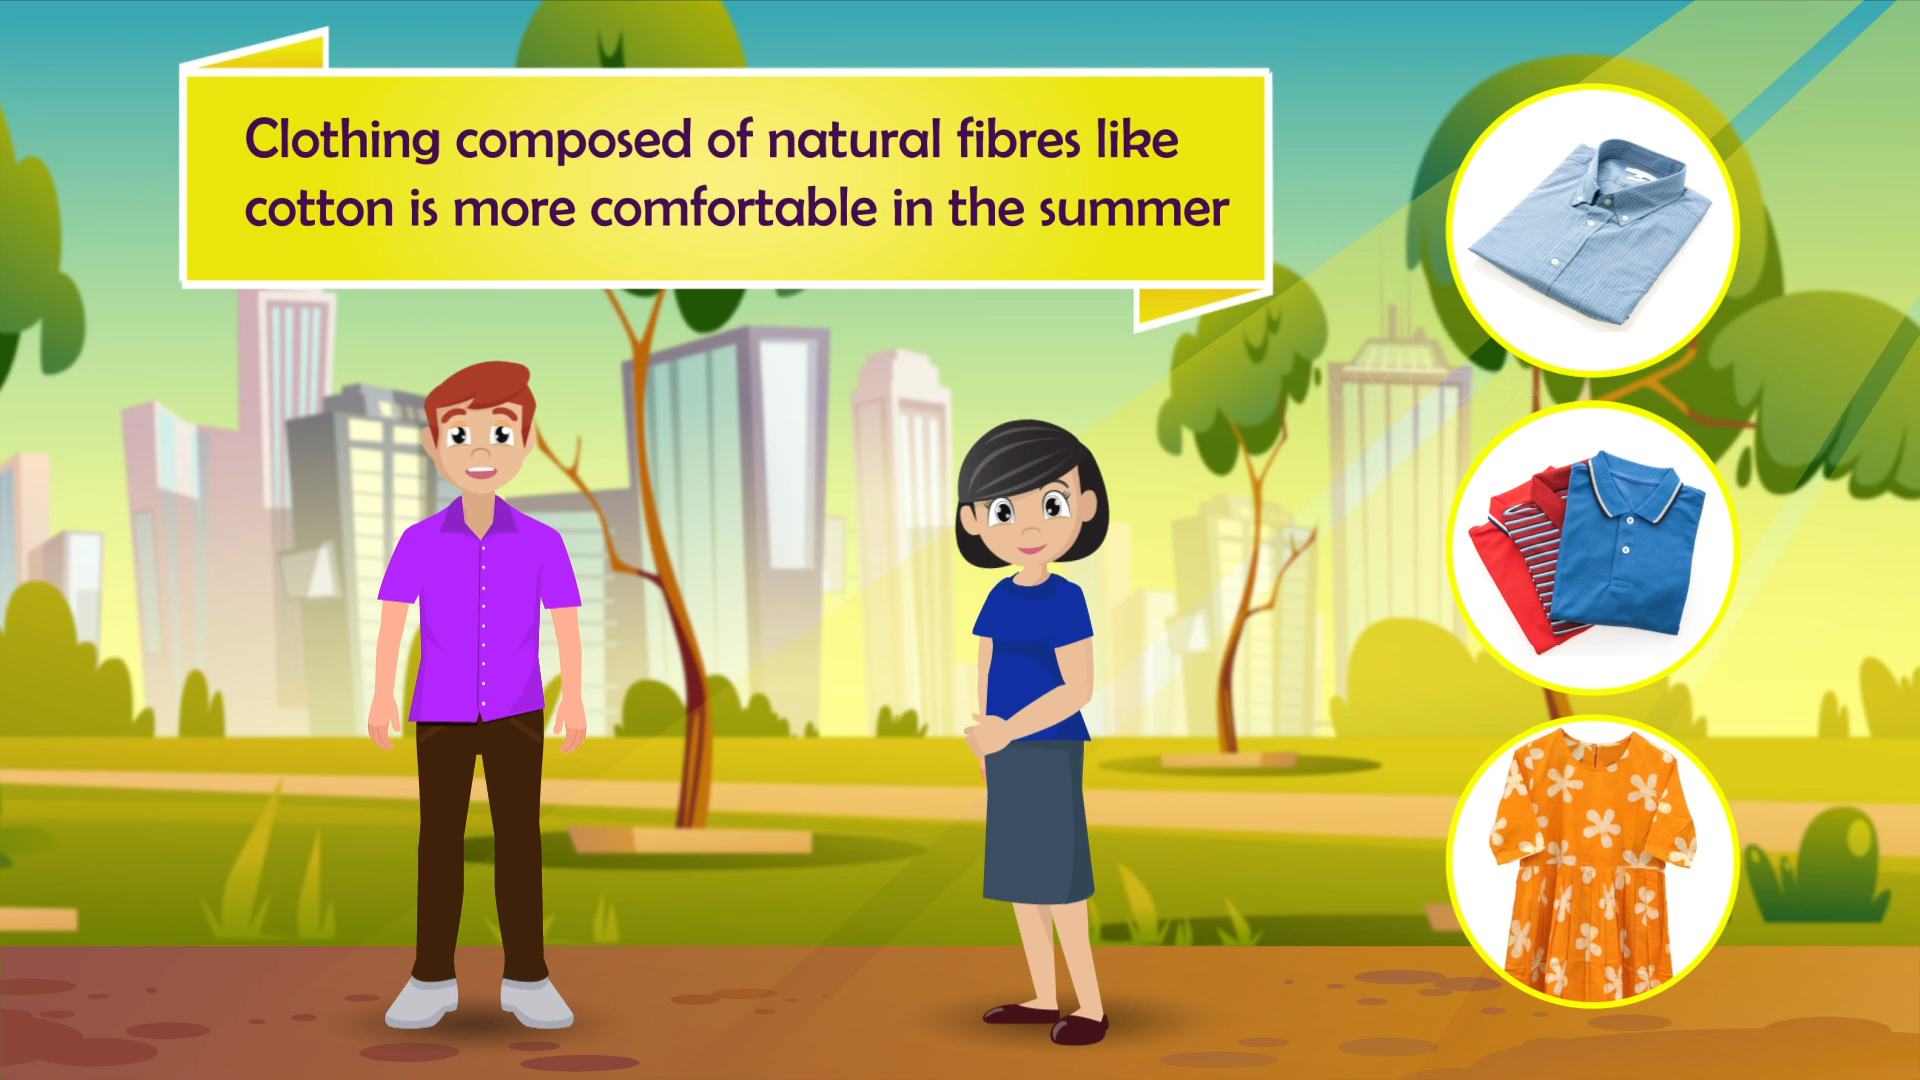 Clothing composed of natural fibres like
cotton is more comfortable in the summer